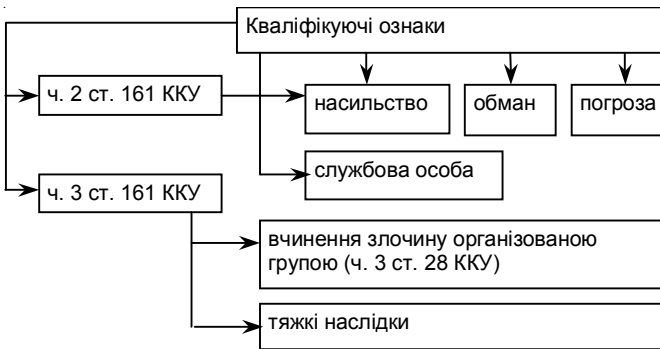 Кваліфікуючі ознаки
ч. 2 ст. 161 ККУ
насильство
обман
погроза
службова особа
ч. 3 ст. 161 ККУ
вчинення злочину організованою
групою (ч. 3 ст. 28 ККУ)
тяжкі наслідки